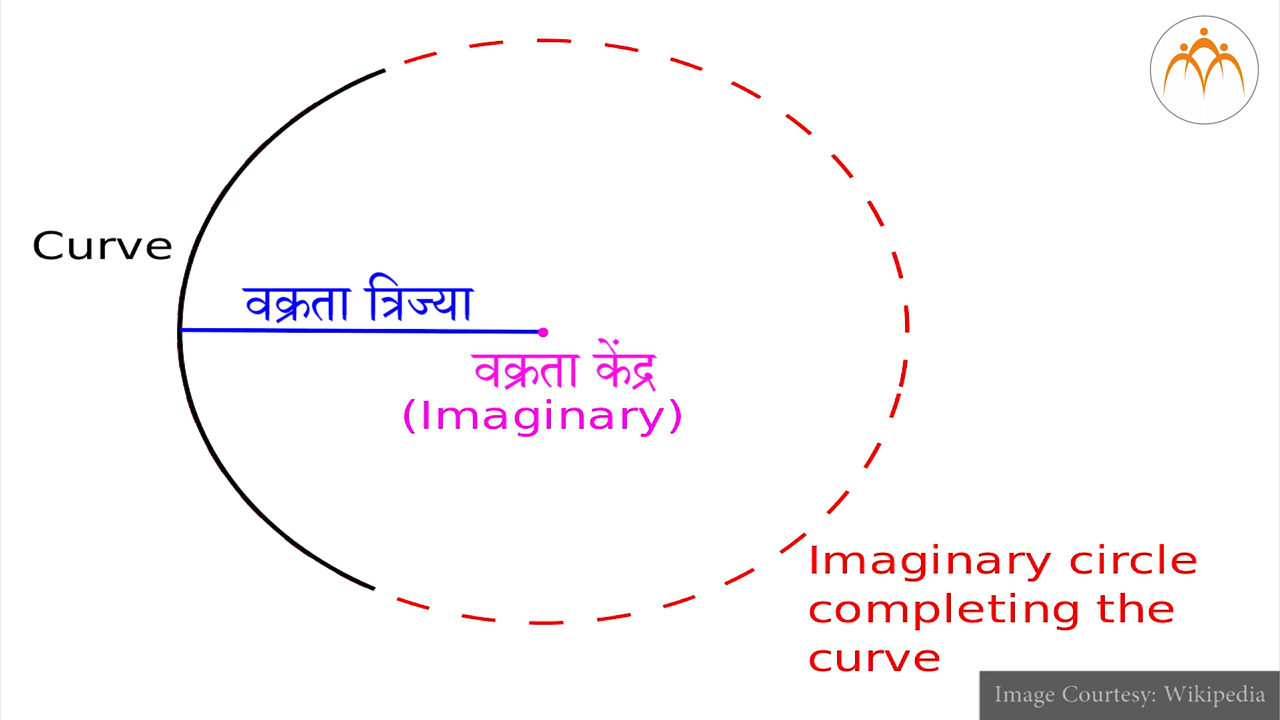 Curve
वक्रता त्रिज्या
वक्रता केंद्र
(Imaginary)
Imaginary circle
completing the
curve
Image Courtesy: Wikipedia